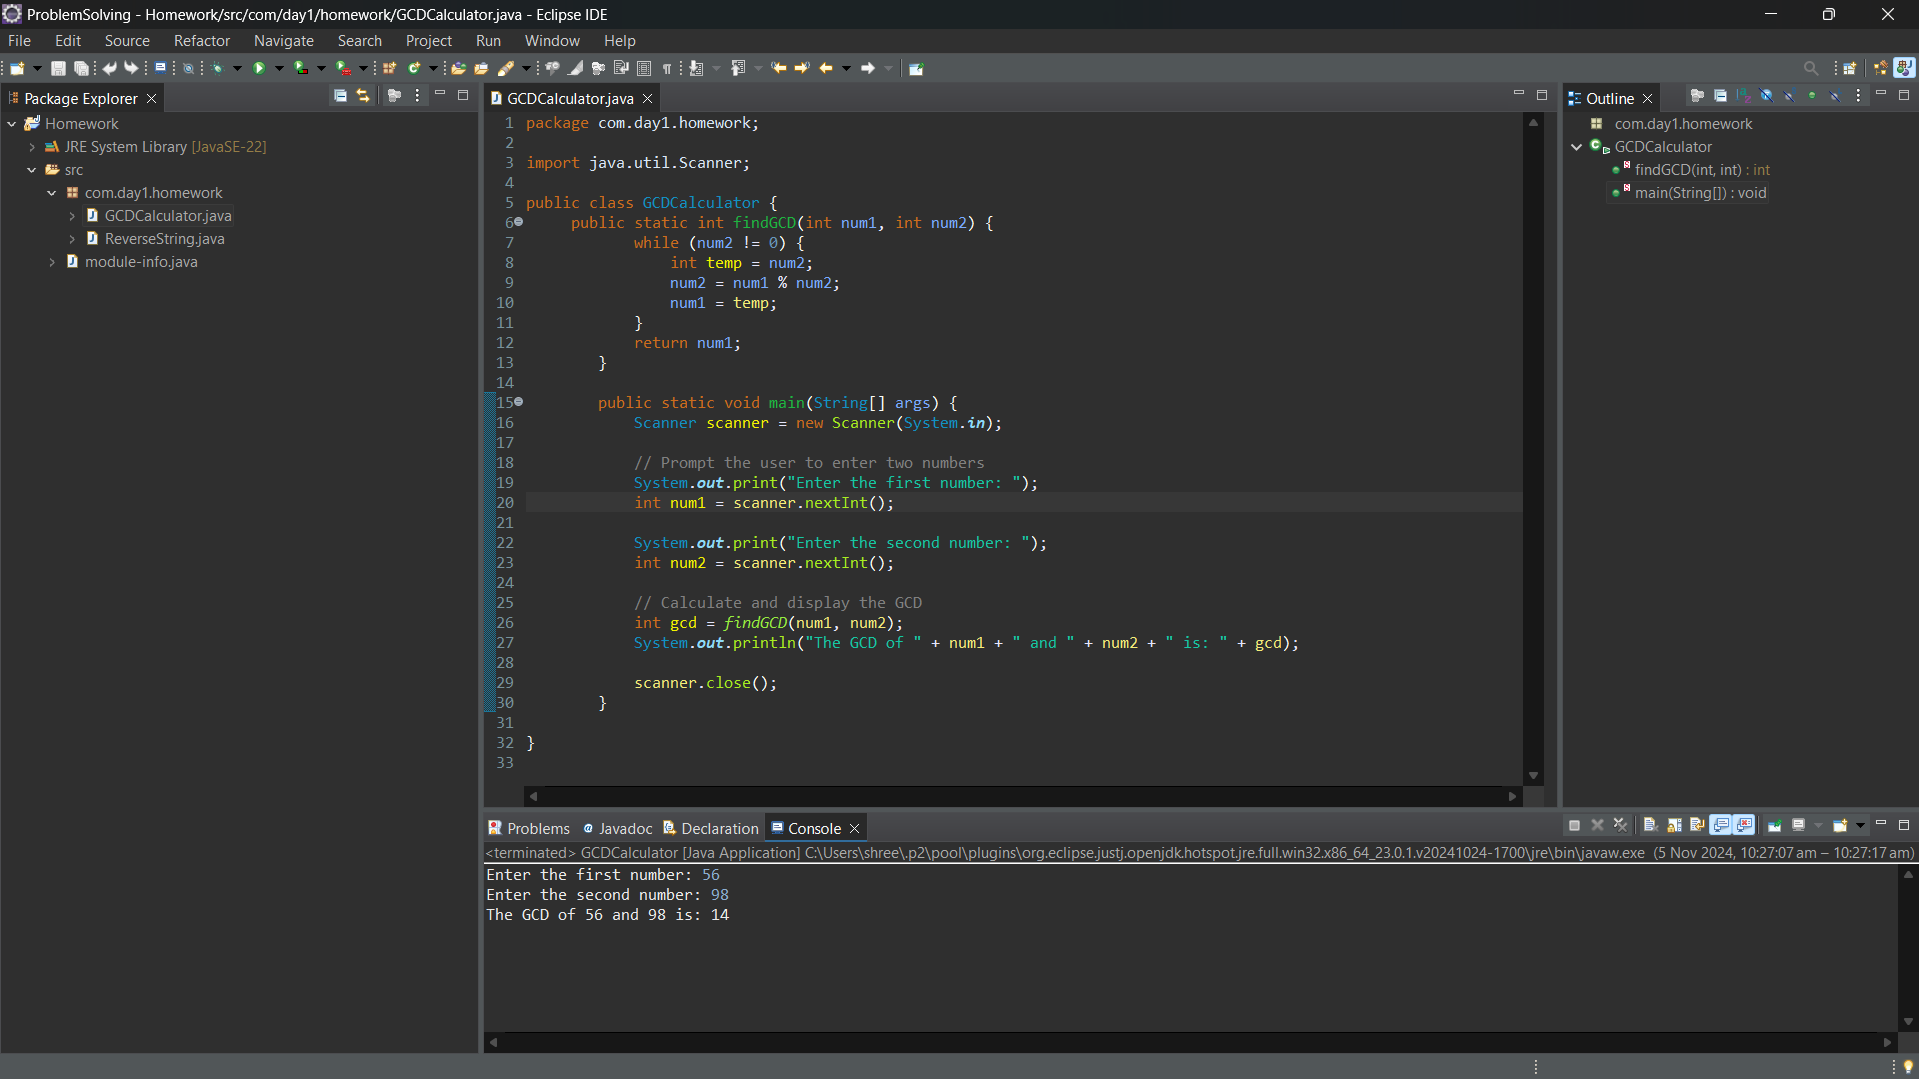 ProblemSolving - Homework/src/com/day1/homework/GCDCalculator.java - Eclipse IDE
File Edit Source Refactor Navigate Search Project Run Window Help
Package Explorer
Homework
JRE System Library [JavaSE-22]
src
com.day1.homework
GCDCalculator.java
ReverseString.java
module-info.java
GCDCalculator.java
1 package com.day1.homework;
2
3 import java.util.Scanner;
4
5 public class GCDCalculator {
6 public static int findGCD(int num1, int num2) {
7 while (num2 != 0) {
8 int temp = num2;
9 num2 = num1 % num2;
10 num1 = temp;
11 }
12 return num1;
13 }
14
15 public static void main(String[] args) {
16 Scanner scanner = new Scanner(System.in);
17
18 // Prompt the user to enter two numbers
19 System.out.print("Enter the first number: ");
20 int num1 = scanner.nextInt();
21
22 System.out.print("Enter the second number: ");
23 int num2 = scanner.nextInt();
24
25 // Calculate and display the GCD
26 int gcd = findGCD(num1, num2);
27 System.out.println("The GCD of " + num1 + " and " + num2 + " is: " + gcd);
28
29 scanner.close();
30 }
31
32 }
33
Outline
com.day1.homework
GCDCalculator
findGCD(int, int) : int
main(String[]) : void
Problems Javadoc Declaration Console
<terminated> GCDCalculator [Java Application] C:\Users\shree\.p2\pool\plugins\org.eclipse.justj.openjdk.hotspot.jre.full.win32.x86_64_23.0.1.v20241024-1700\jre\bin\javaw.exe (5 Nov 2024, 10:27:07 am – 10:27:17 am)
Enter the first number: 56
Enter the second number: 98
The GCD of 56 and 98 is: 14